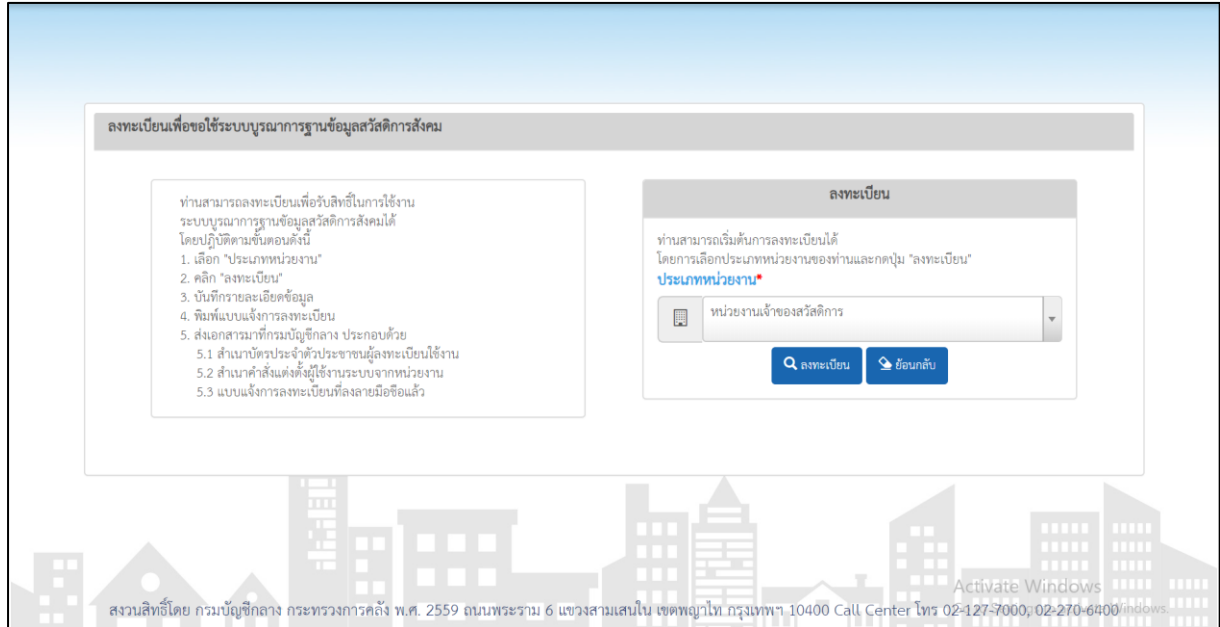 ลงทะเบียนเพื่อขอใช้ระบบบูรณาการฐานข้อมูลสวัสดิการสังคม
ท่านสามารถลงทะเบียนเพื่อรับสิทธิ์ในการใช้งาน
ระบบบูรณาการฐานข้อมูลสวัสดิการสังคมได้
โดยปฏิบัติตามขั้นตอนดังนี้
1. เลือก "ประเภทหน่วยงาน"
2. คลิก "ลงทะเบียน"
3. บันทึกรายละเอียดข้อมูล
4. พิมพ์แบบแจ้งการลงทะเบียน
5. ส่งเอกสารมาที่กรมบัญชีกลาง ประกอบด้วย
5.1 สำเนาบัตรประจำตัวประชาชนผู้ลงทะเบียนใช้งาน
5.2 สำเนาคำสั่งแต่งตั้งผู้ใช้งานระบบจากหน่วยงาน
5.3 แบบแจ้งการลงทะเบียนที่ลงลายมือชื่อแล้ว
ลงทะเบียน
ท่านสามารถเริ่มต้นการลงทะเบียนได้
โดยการเลือกประเภทหน่วยงานของท่านและกดปุ่ม "ลงทะเบียน"
ประเภทหน่วยงาน*
หน่วยงานเจ้าของสวัสดิการ
ลงทะเบียน ย้อนกลับ
Activate Windows
สงวนสิทธิ์โดย กรมบัญชีกลาง กระทรวงการคลัง พ.ศ. 2559 ถนนพระราม 6 แขวงสามเสนใน เขตพญาไท กรุงเทพฯ 10400 Call Center โทร 02-127-7000, 02-270-6400